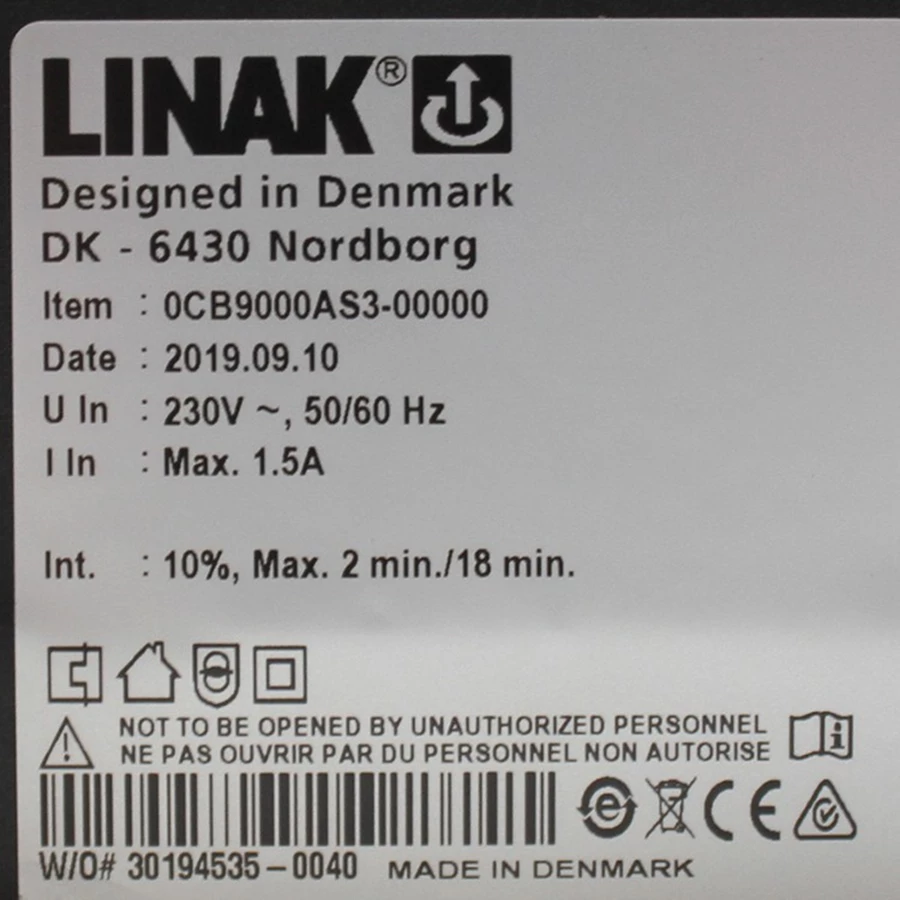 LINAK®
Designed in Denmark
DK - 6430 Nordborg
Item : 0CB9000AS3-00000
Date : 2019.09.10
U In : 230V ~, 50/60 Hz
I In : Max. 1.5A
Int. : 10%, Max. 2 min./18 min.
NOT TO BE OPENED BY UNAUTHORIZED PERSONNEL
NE PAS OUVRIR PAR DU PERSONNEL NON AUTORISE
W/O# 30194535-0040 MADE IN DENMARK